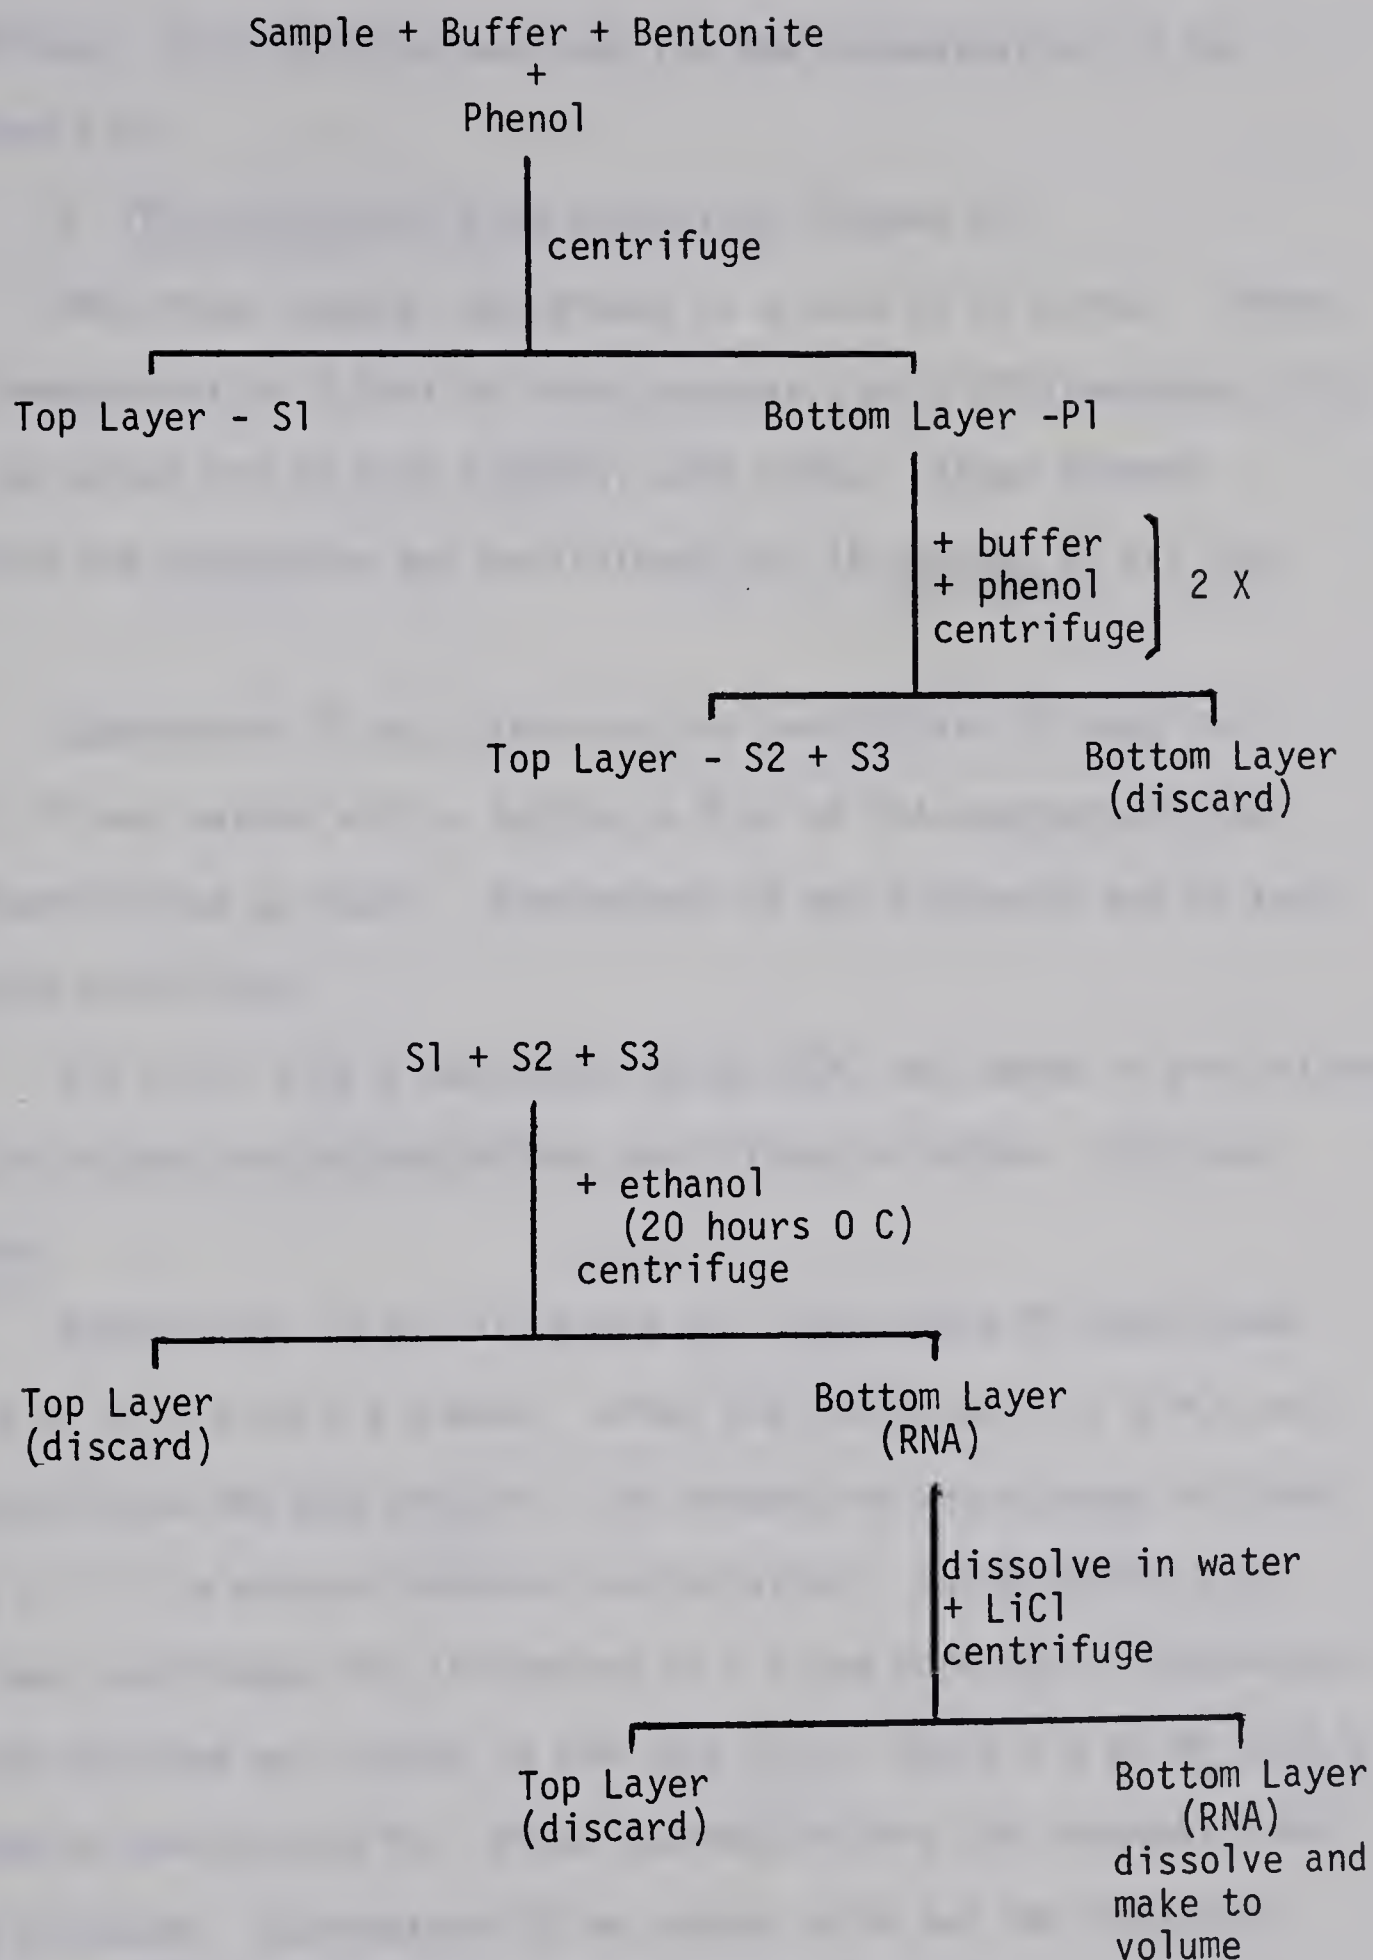 Sample + Buffer + Bentonite
+
Phenol
centrifuge
Top Layer - S1
Bottom Layer -P1
+ buffer
+ phenol
centrifuge
2 X
Top Layer - S2 + S3
Bottom Layer
(discard)
S1 + S2 + S3
+ ethanol
(20 hours 0 C)
centrifuge
Top Layer
(discard)
Bottom Layer
(RNA)
dissolve in water
+ LiCl
centrifuge
Top Layer
(discard)
Bottom Layer
(RNA)
dissolve and
make to
volume